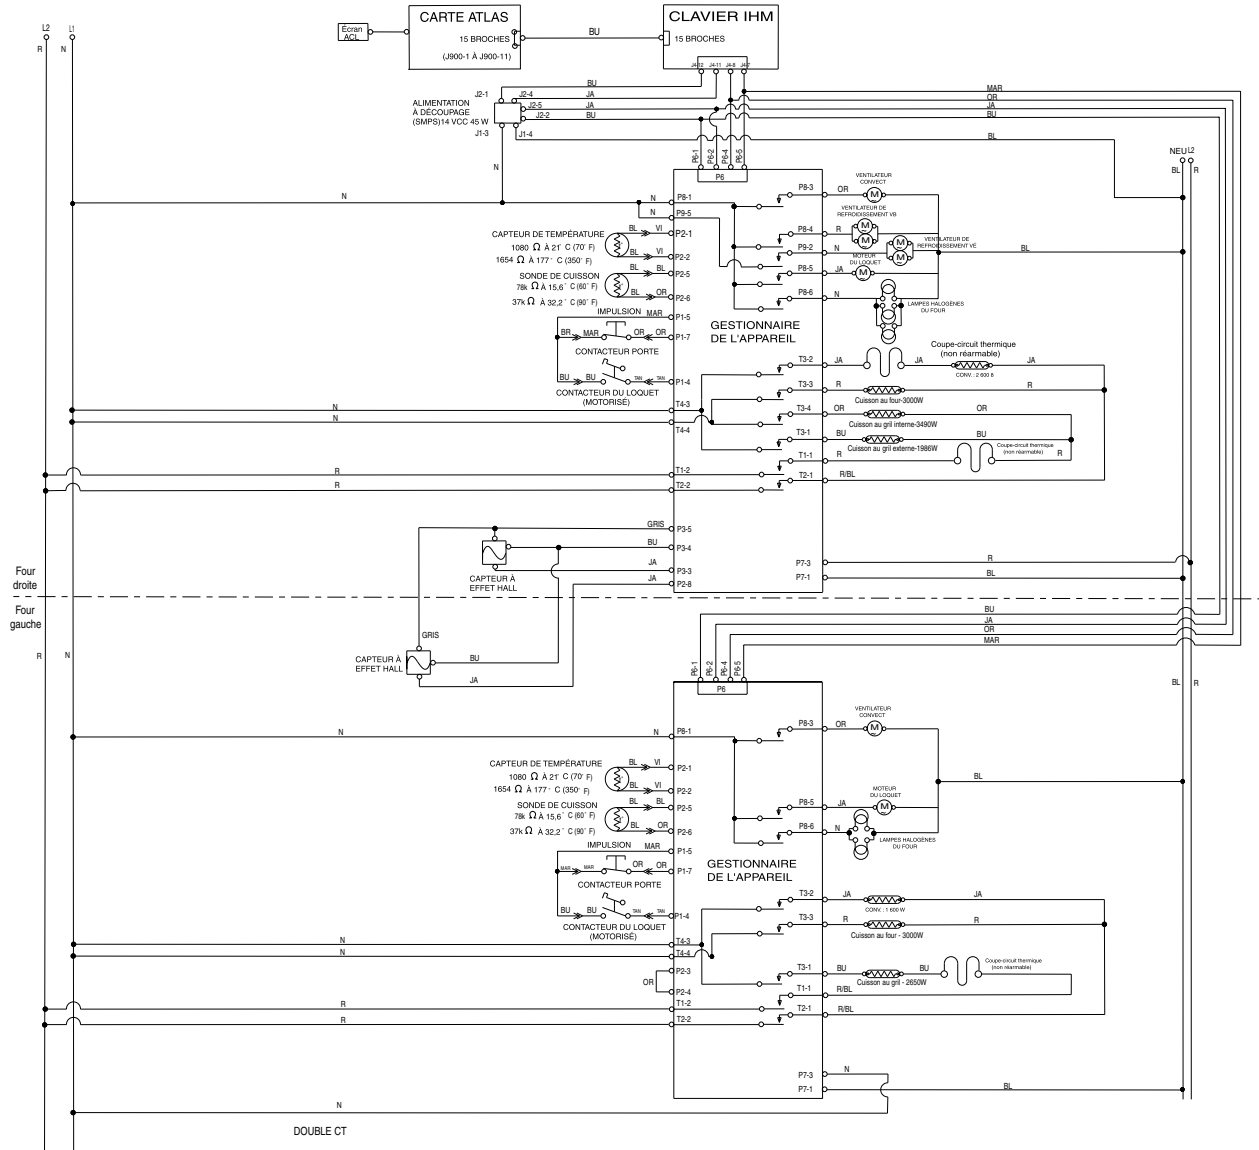 L2
L1
R
N
Écran
ACL
CARTE ATLAS
15 BROCHES
(J900-1 À J900-11)
BU
CLAVIER IHM
15 BROCHES
J4-12 J4-11 J4-8 J4-7
ALIMENTATION
À DÉCOUPAGE
(SMPS)14 VCC 45 W
J2-1
J2-4
J2-5
J2-2
J1-3
J1-4
BU
JA
JA
BU
MAR
OR
JA
BU
BL
N
NEU L2
BL
R
P6-1
P6-2
P6-4
P6-5
P6
N
N
P8-1
N
P9-5
CAPTEUR DE TEMPÉRATURE
1080 Ω À 21° C (70° F)
1654 Ω À 177° C (350° F)
BL VI P2-1
BL VI P2-2
SONDE DE CUISSON
78k Ω À 15,6° C (60° F)
37k Ω À 32,2° C (90° F)
BL BL P2-5
BL OR P2-6
IMPULSION MAR P1-5
BR MAR OR OR P1-7
CONTACTEUR PORTE
BU BU TAN TAN P1-4
CONTACTEUR DU LOQUET
(MOTORISÉ)
N T4-3
N T4-4
R T1-2
R T2-2
GESTIONNAIRE
DE L'APPAREIL
VENTILATEUR
CONVECT
P8-3 OR M
VENTILATEUR DE
REFROIDISSEMENT VB
P8-4 R M
M
P9-2 N M
M
VENTILATEUR DE
REFROIDISSEMENT VE
BL
MOTEUR
DU LOQUET
P8-5 JA M
P8-6 N
LAMPES HALOGÈNES
DU FOUR
Coupe-circuit thermique
(non réarmable)
T3-2 JA JA JA
CONV. : 2 600 8
T3-3 R R
Cuisson au four-3000W
T3-4 OR OR
Cuisson au gril interne-3490W
T3-1 BU BU
Cuisson au gril externe-1986W
Coupe-circuit thermique
(non réarmable)
T1-1 R R
T2-1 R/BL
GRIS P3-5
BU P3-4
JA P3-3
JA P2-8
CAPTEUR À
EFFET HALL
P7-3 R
P7-1 BL
Four
droite
Four
gauche
R
N
GRIS
CAPTEUR À
EFFET HALL
BU
JA
BU
JA
OR
MAR
P6-1
P6-2
P6-4
P6-5
P6
BL
R
N N P8-1
CAPTEUR DE TEMPÉRATURE
1080 Ω À 21° C (70° F)
1654 Ω À 177° C (350° F)
BL VI P2-1
BL VI P2-2
SONDE DE CUISSON
78k Ω À 15,6° C (60° F)
37k Ω À 32,2° C (90° F)
BL BL P2-5
BL OR P2-6
IMPULSION MAR P1-5
MAR MAR OR OR P1-7
CONTACTEUR PORTE
BU BU TAN TAN P1-4
CONTACTEUR DU LOQUET
(MOTORISÉ)
N T4-3
N T4-4
OR P2-3
P2-4
R T1-2
R T2-2
GESTIONNAIRE
DE L'APPAREIL
VENTILATEUR
CONVECT
P8-3 OR M
BL
MOTEUR
DU LOQUET
P8-5 JA M
P8-6 N
LAMPES HALOGÈNES
DU FOUR
T3-2 JA JA
CONV. : 1 600 W
T3-3 R R
Cuisson au four - 3000W
T3-1 BU BU
Cuisson au gril - 2650W
Coupe-circuit thermique
(non réarmable)
T1-1 R/BL
T2-1 R/BL
P7-3 N
P7-1 BL
N
DOUBLE CT